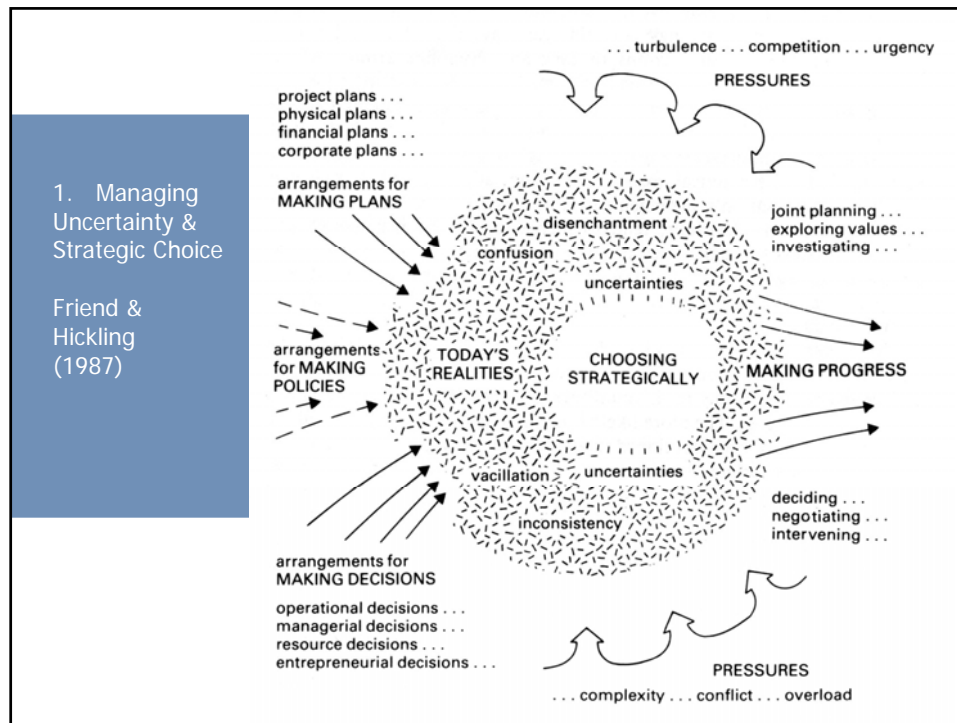 1. Managing
Uncertainty &
Strategic Choice
Friend &
Hickling
(1987)
. . . turbulence . . . competition . . . urgency
PRESSURES
project plans . . .
physical plans . . .
financial plans . . .
corporate plans . . .
arrangements for
MAKING PLANS
joint planning . . .
exploring values . . .
investigating . . .
disenchantment
confusion
uncertainties
arrangements
for MAKING
POLICIES
TODAY'S
REALITIES
CHOOSING
STRATEGICALLY
MAKING PROGRESS
vacillation
uncertainties
inconsistency
deciding . . .
negotiating . . .
intervening . . .
arrangements for
MAKING DECISIONS
operational decisions . . .
managerial decisions . . .
resource decisions . . .
entrepreneurial decisions . . .
PRESSURES
. . . complexity . . . conflict . . . overload